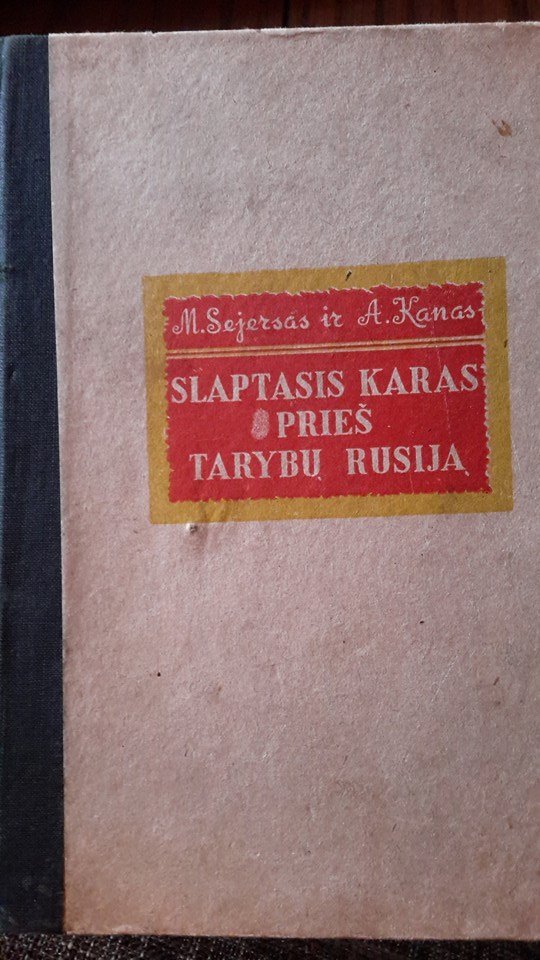 M. Sejersas ir A. Kanas
SLAPTASIS KARAS
PRIEŠ
TARYBŲ RUSIJĄ